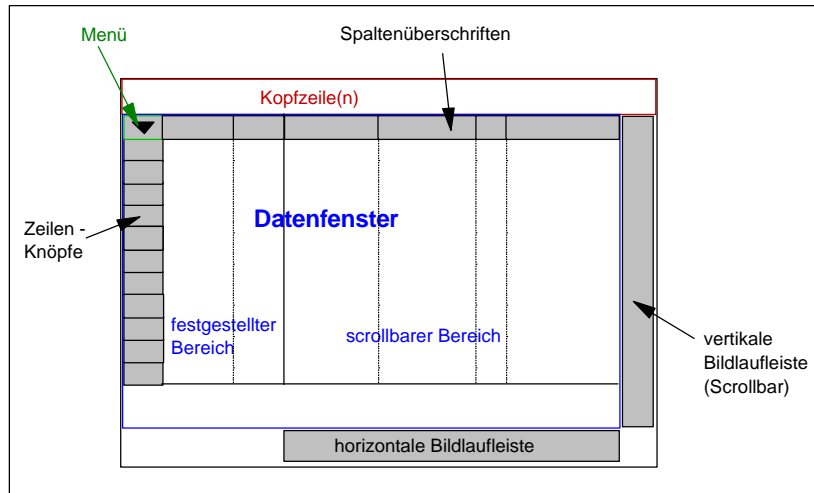 Menü
Spaltenüberschriften
Kopfzeile(n)
Datenfenster
Zeilen -
Knöpfe
festgestellter
Bereich
scrollbarer Bereich
vertikale
Bildlaufleiste
(Scrollbar)
horizontale Bildlaufleiste